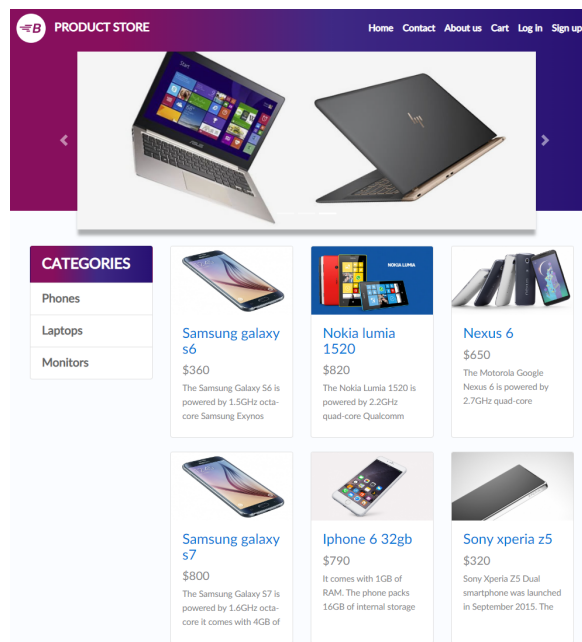 B PRODUCT STORE
Home Contact About us Cart Log in Sign up
Start
ASUS
hp
CATEGORIES
Phones
Laptops
Monitors
NOKIA LUMIA
Samsung galaxy
s6
$360
The Samsung Galaxy S6 is
powered by 1.5GHz octa-
core Samsung Exynos
Nokia lumia
1520
$820
The Nokia Lumia 1520 is
powered by 2.2GHz
quad-core Qualcomm
Nexus 6
$650
The Motorola Google
Nexus 6 is powered by
2.7GHz quad-core
Samsung galaxy
s7
$800
The Samsung Galaxy S7 is
powered by 1.6GHz octa-
core it comes with 4GB of
Iphone 6 32gb
$790
It comes with 1GB of
RAM. The phone packs
16GB of internal storage
Sony xperia z5
$320
Sony Xperia Z5 Dual
smartphone was launched
in September 2015. The